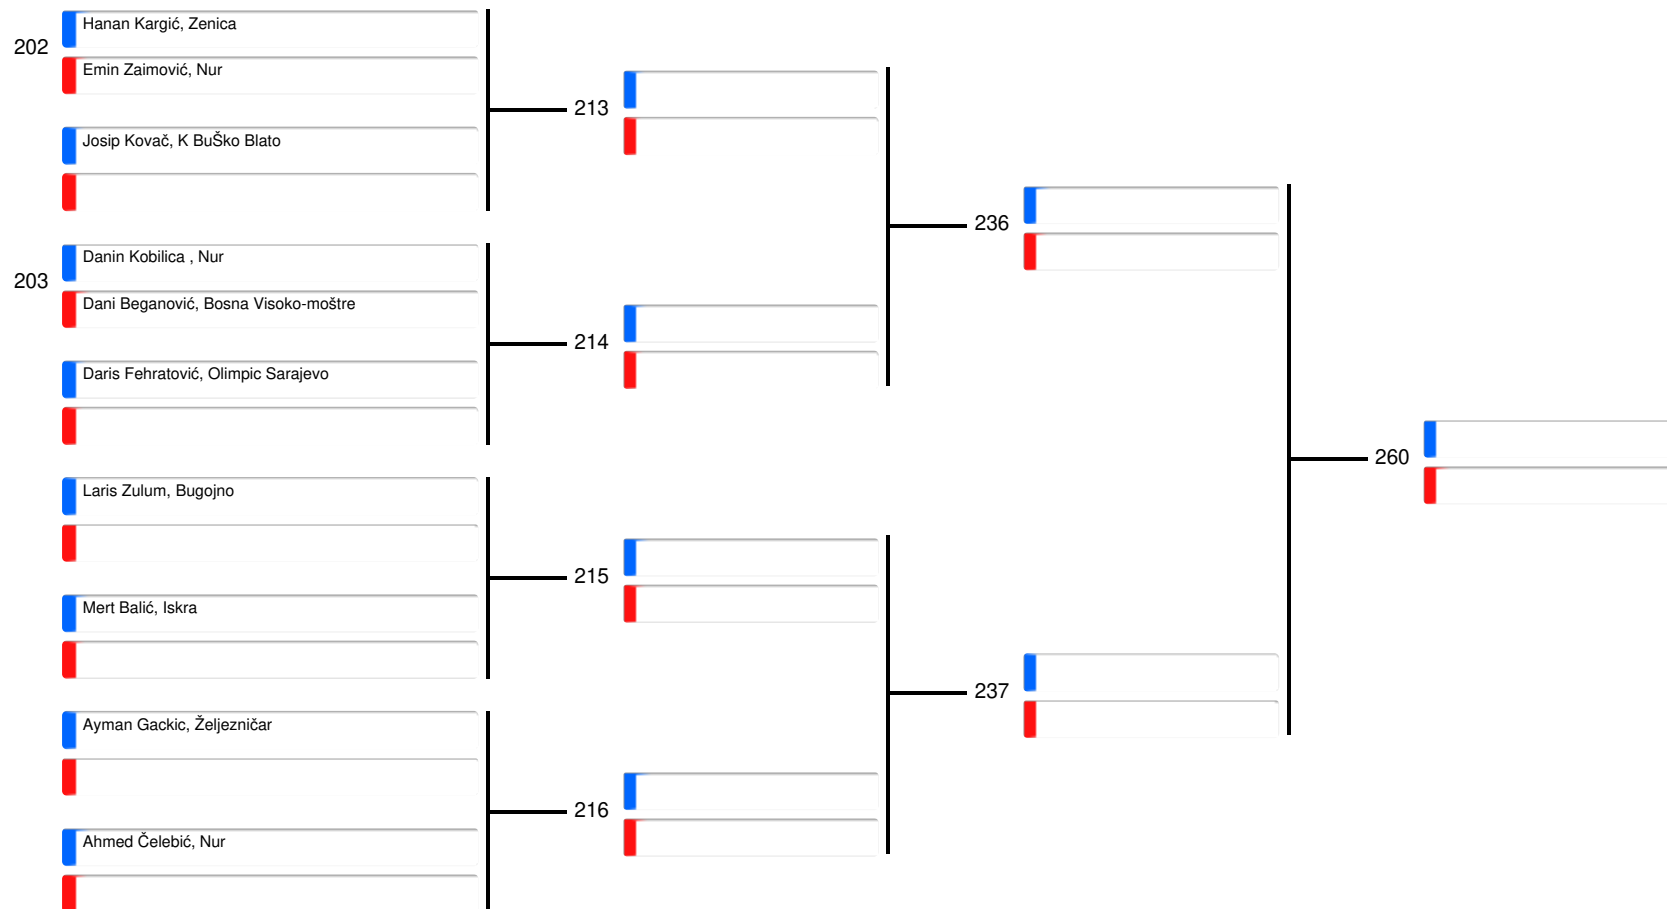 Hanan Kargić, Zenica
202
Emin Zaimović, Nur
213
Josip Kovač, K BuŠko Blato
236
Danin Kobilica , Nur
203
Dani Beganović, Bosna Visoko-moštre
214
Daris Fehratović, Olimpic Sarajevo
260
Laris Zulum, Bugojno
215
Mert Balić, Iskra
237
Ayman Gackic, Željezničar
216
Ahmed Čelebić, Nur